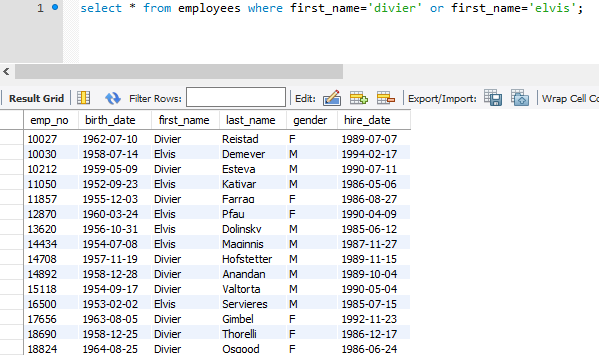 1 select * from employees where first_name='divier' or first_name='elvis';
Result Grid Filter Rows: Edit: Export/Import: Wrap Cell Co
emp_no birth_date first_name last_name gender hire_date
10027 1962-07-10 Divier Reistad F 1989-07-07
10030 1958-07-14 Elvis Demeyer M 1994-02-17
10212 1959-05-09 Divier Esteva M 1990-07-11
11050 1952-09-23 Elvis Katiyar M 1986-05-06
11857 1955-12-03 Divier Farrag F 1986-08-27
12870 1960-03-24 Elvis Pfau F 1990-04-09
13620 1956-10-31 Elvis Dolinsky M 1985-06-12
14434 1954-07-08 Elvis Maginnis M 1987-11-27
14708 1957-11-19 Divier Hofstetter M 1989-11-15
14892 1958-12-28 Divier Anandan M 1989-10-04
15118 1954-09-17 Divier Valtorta M 1990-05-04
16500 1953-02-02 Elvis Servieres M 1985-07-15
17656 1963-08-05 Divier Gimbel F 1992-11-23
18690 1958-12-25 Divier Thorelli F 1986-12-17
18824 1964-08-25 Divier Osgood F 1986-06-24